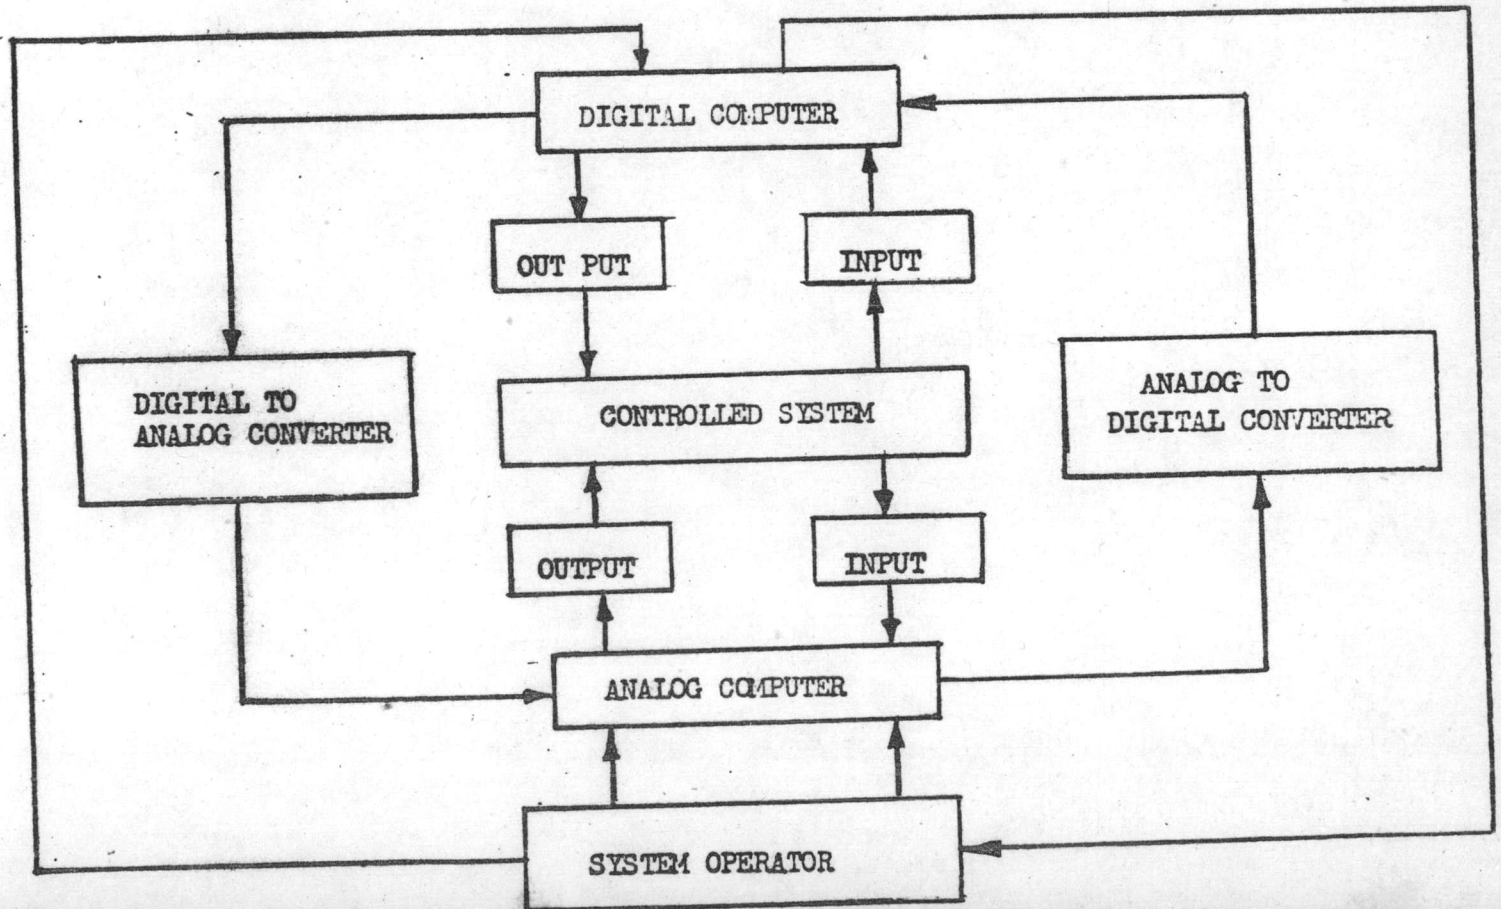 DIGITAL COMPUTER
OUT PUT
INPUT
DIGITAL TO
ANALOG CONVERTER
CONTROLLED SYSTEM
ANALOG TO
DIGITAL CONVERTER
OUTPUT
INPUT
ANALOG COMPUTER
SYSTEM OPERATOR